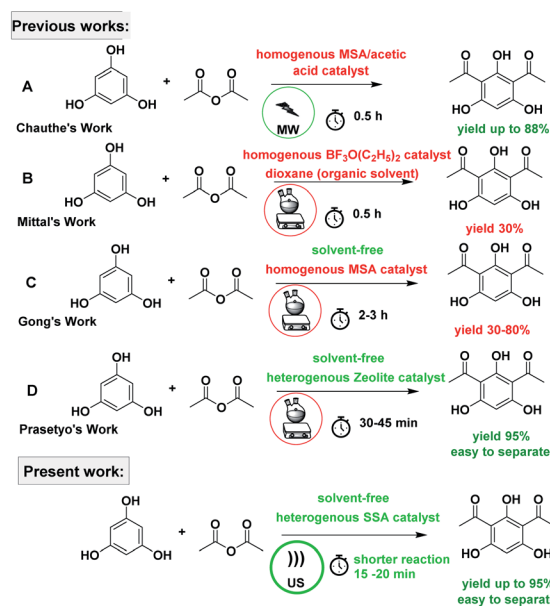 Previous works:
OH
HO
OH
A
+
O
O
O
homogenous MSA/acetic
acid catalyst
MW
0.5 h
O
OH
O
HO
OH
yield up to 88%
Chauthe's Work
OH
HO
OH
B
+
O
O
O
homogenous BF3O(C2H5)2 catalyst
dioxane (organic solvent)
0.5 h
O
OH
O
HO
OH
yield 30%
Mittal's Work
OH
HO
OH
C
+
O
O
O
solvent-free
homogenous MSA catalyst
2-3 h
O
OH
O
HO
OH
yield 30-80%
Gong's Work
OH
HO
OH
D
+
O
O
O
solvent-free
heterogenous Zeolite catalyst
30-45 min
O
OH
O
HO
OH
yield 95%
easy to separate
Prasetyo's Work
Present work:
OH
HO
OH
+
O
O
O
solvent-free
heterogenous SSA catalyst
)))
US
shorter reaction
15 -20 min
O
OH
O
HO
OH
yield up to 95%
easy to separate